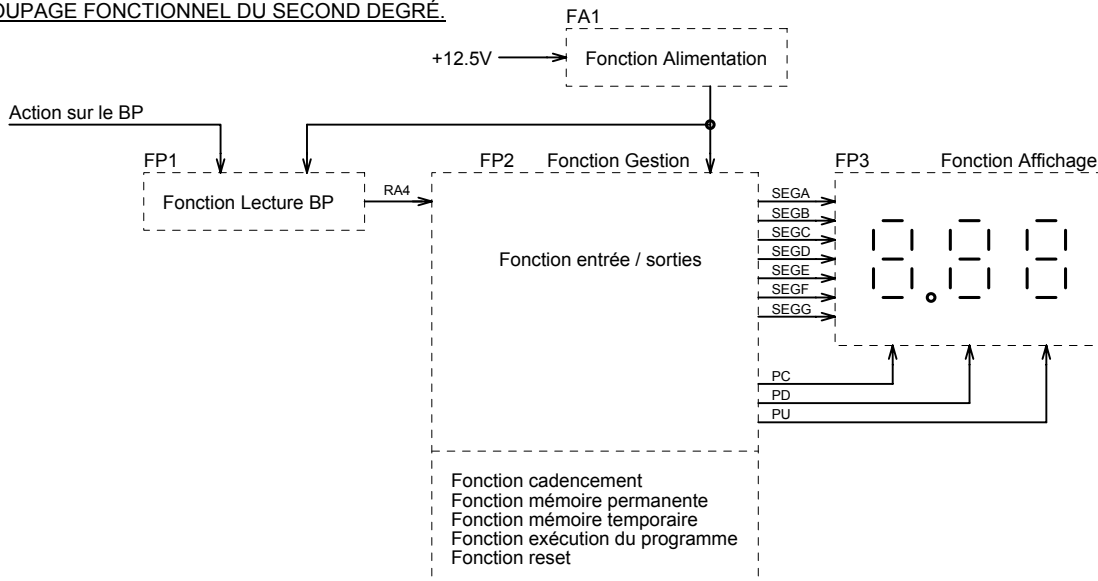 OUPAGE FONCTIONNEL DU SECOND DEGRÉ.
FA1
+12.5V
Fonction Alimentation
Action sur le BP
FP1
FP2 Fonction Gestion
FP3 Fonction Affichage
Fonction Lecture BP
RA4
Fonction entrée / sorties
SEGA
SEGB
SEGC
SEGD
SEGE
SEGF
SEGG
PC
PD
PU
Fonction cadencement
Fonction mémoire permanente
Fonction mémoire temporaire
Fonction exécution du programme
Fonction reset